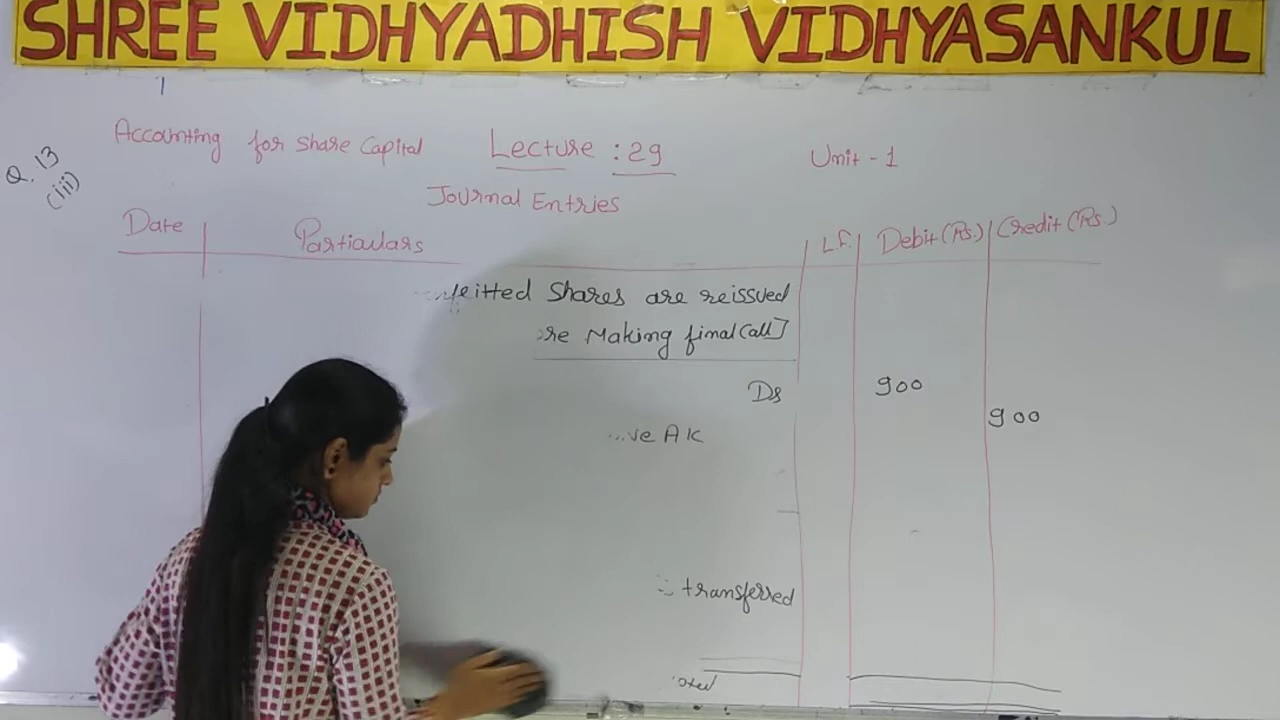 SHREE VIDHYADHISH VIDHYASANKUL
Accounting for Share Capital Lecture : 29 Unit - 1
Q. 13
(iii)
Journal Entries
Date Particulars L.F. Debit (Rs.) Credit (Rs.)
Shares are reissued
Making final Call]
Ds 900
900
transferred